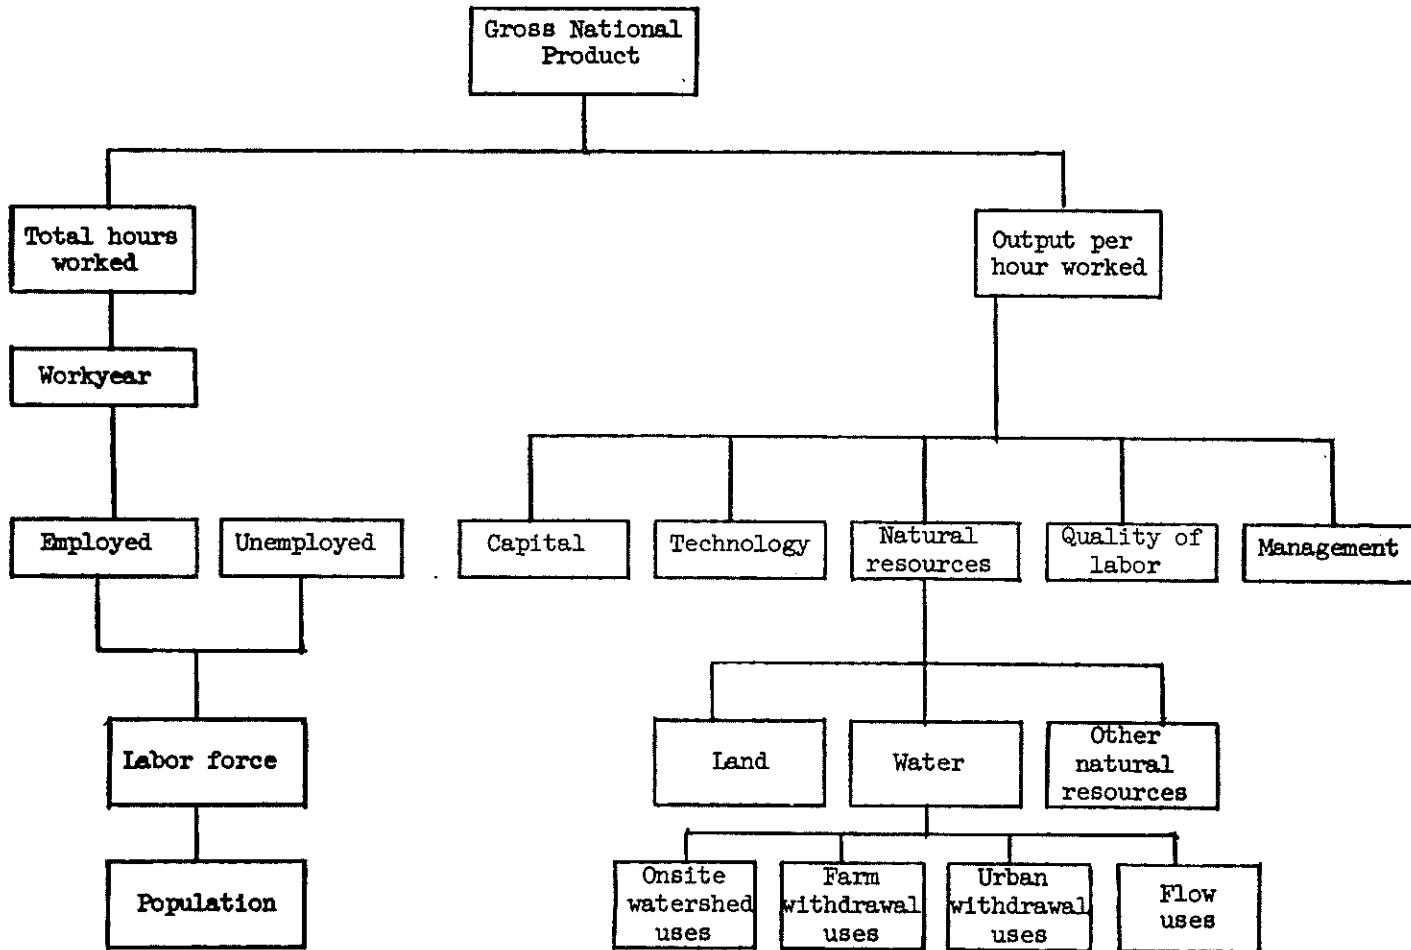 Gross National
Product
Total hours
worked
Output per
hour worked
Workyear
Employed
Unemployed
Capital
Technology
Natural
resources
Quality of
labor
Management
Labor force
Land
Water
Other
natural
resources
Population
Onsite
watershed
uses
Farm
withdrawal
uses
Urban
withdrawal
uses
Flow
uses